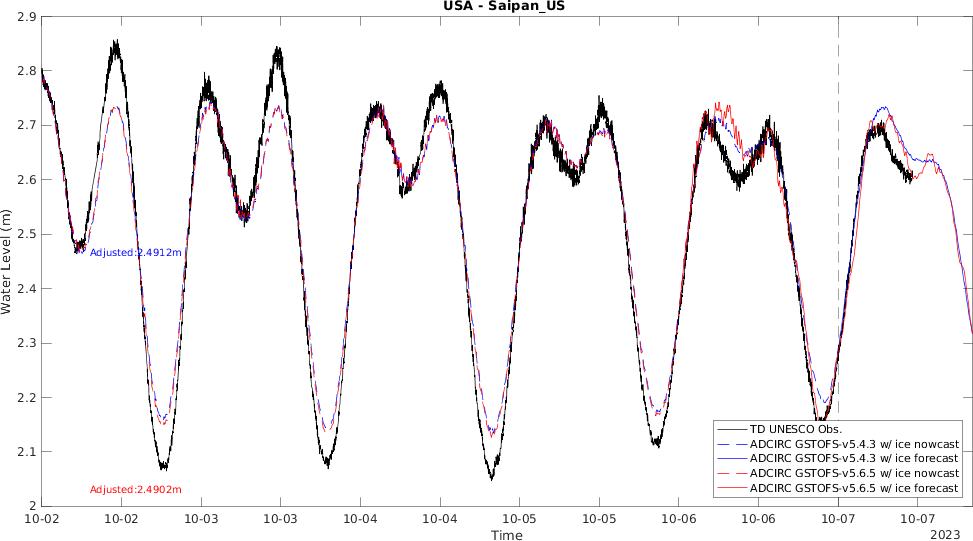 USA - Saipan_US
2.9
2.8
2.7
2.6
2.5
2.4
2.3
2.2
2.1
2
Water Level (m)
Adjusted:2.4912m
Adjusted:2.4902m
TD UNESCO Obs.
ADCIRC GSTOFS-v5.4.3 w/ ice nowcast
ADCIRC GSTOFS-v5.4.3 w/ ice forecast
ADCIRC GSTOFS-v5.6.5 w/ ice nowcast
ADCIRC GSTOFS-v5.6.5 w/ ice forecast
10-02 10-02 10-03 10-03 10-04 10-04 10-05 10-05 10-06 10-06 10-07 10-07
Time
2023